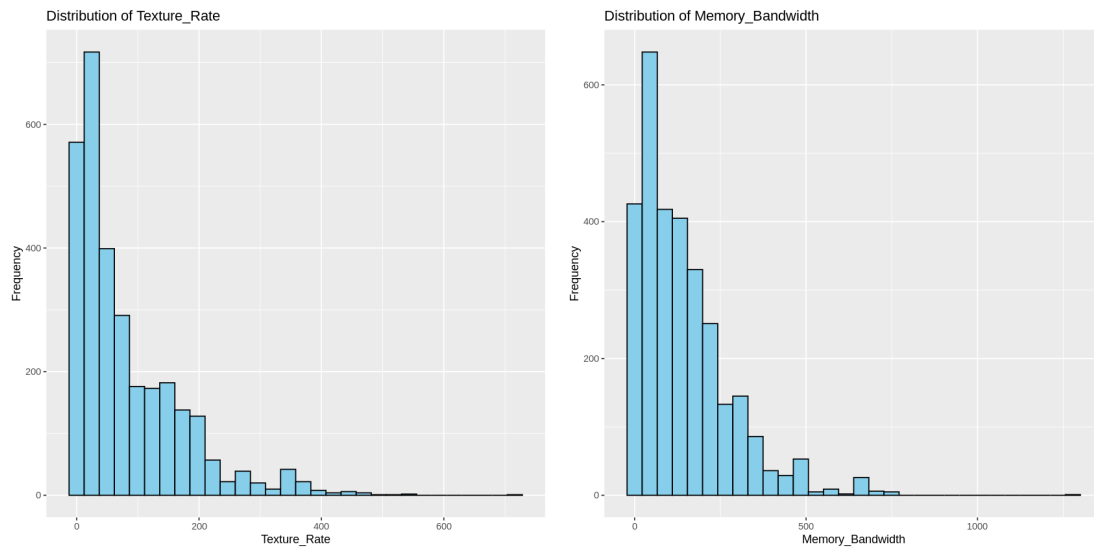 Distribution of Texture_Rate
Frequency
600
400
200
0
0 200 400 600
Texture_Rate
Distribution of Memory_Bandwidth
Frequency
600
400
200
0
0 500 1000
Memory_Bandwidth